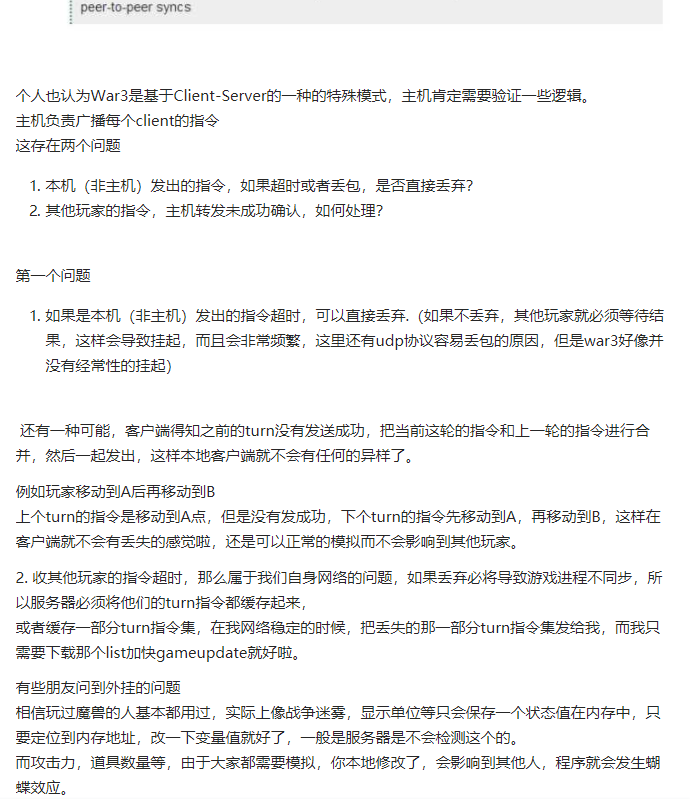 peer-to-peer syncs
个人也认为War3是基于Client-Server的一种的特殊模式，主机肯定需要验证一些逻辑。
主机负责广播每个client的指令
这存在两个问题
1. 本机（非主机）发出的指令，如果超时或者丢包，是否直接丢弃？
2. 其他玩家的指令，主机转发未成功确认，如何处理？
第一个问题
1. 如果是本机（非主机）发出的指令超时，可以直接丢弃.（如果不丢弃，其他玩家就必须等待结
果，这样会导致挂起，而且会非常频繁，这里还有udp协议容易丢包的原因，但是war3好像并
没有经常性的挂起）
还有一种可能，客户端得知之前的turn没有发送成功，把当前这轮的指令和上一轮的指令进行合
并，然后一起发出，这样本地客户端就不会有任何的异样了。
例如玩家移动到A后再移动到B
上个turn的指令是移动到A点，但是没有发成功，下个turn的指令先移动到A，再移动到B，这样在
客户端就不会有丢失的感觉啦，还是可以正常的模拟而不会影响到其他玩家。
2. 收其他玩家的指令超时，那么属于我们自身网络的问题，如果丢弃必将导致游戏进程不同步，所
以服务器必须将他们的turn指令都缓存起来，
或者缓存一部分turn指令集，在我网络稳定的时候，把丢失的那一部分turn指令集发给我，而我只
需要下载那个list加快gameupdate就好啦。
有些朋友问到外挂的问题
相信玩过魔兽的人基本都用过，实际上像战争迷雾，显示单位等只会保存一个状态值在内存中，只
要定位到内存地址，改一下变量值就好了，一般是服务器是不会检测这个的。
而攻击力，道具数量等，由于大家都需要模拟，你本地修改了，会影响到其他人，程序就会发生蝴
蝶效应。